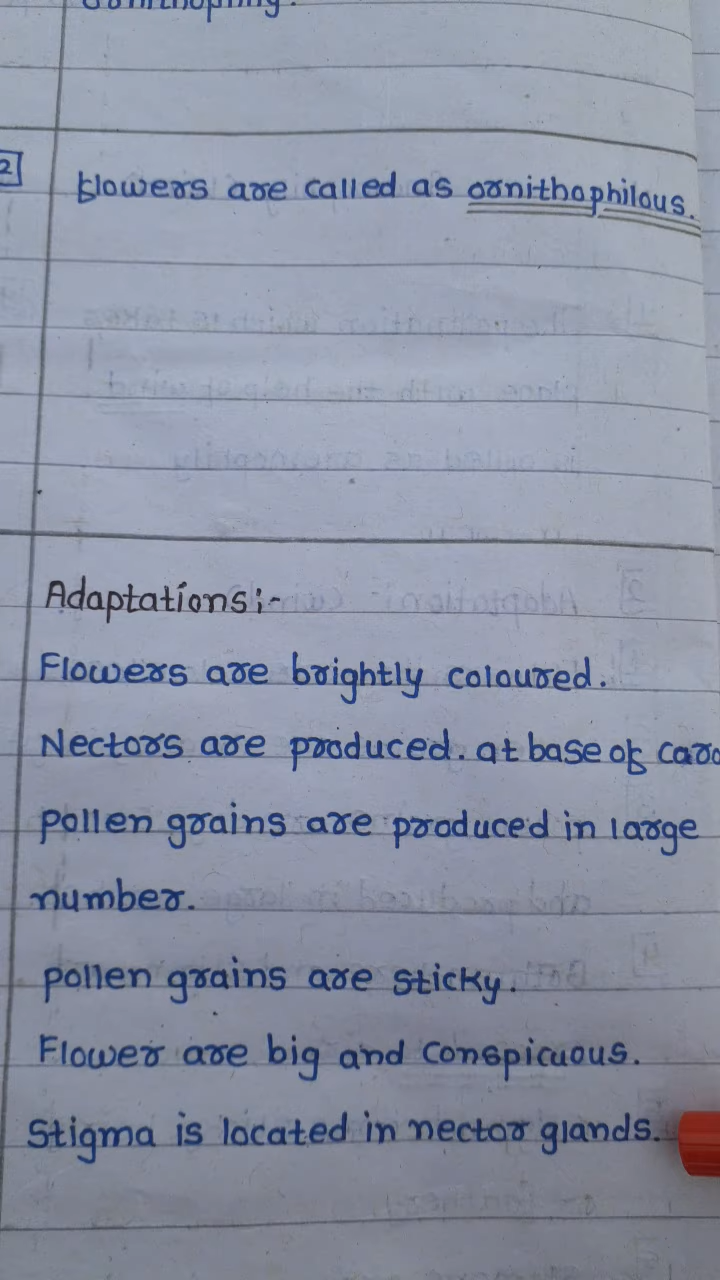 2 flowers are called as ornithophilous.
Adaptations:-
Flowers are brightly coloured.
Nectors are produced. at base of
pollen grains are produced in large
number.
pollen grains are sticky.
Flower are big and conspicuous.
Stigma is located in nector glands.